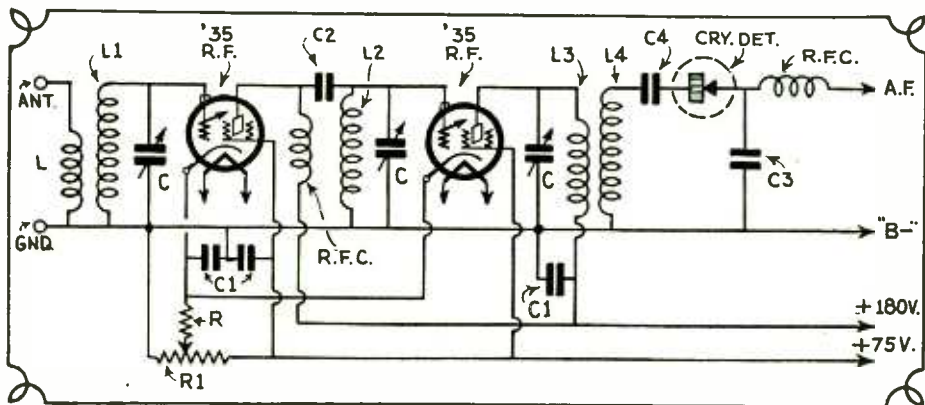 L1
'35
R.F.
C2
L2
'35
R.F.
L3
L4
C4
CRY. DET.
R.F.C.
ANT.
A.F.
L
C
C
C
C3
GND.
"B-"
C1
R.F.C.
C1
R
+180V.
+75V.
R1